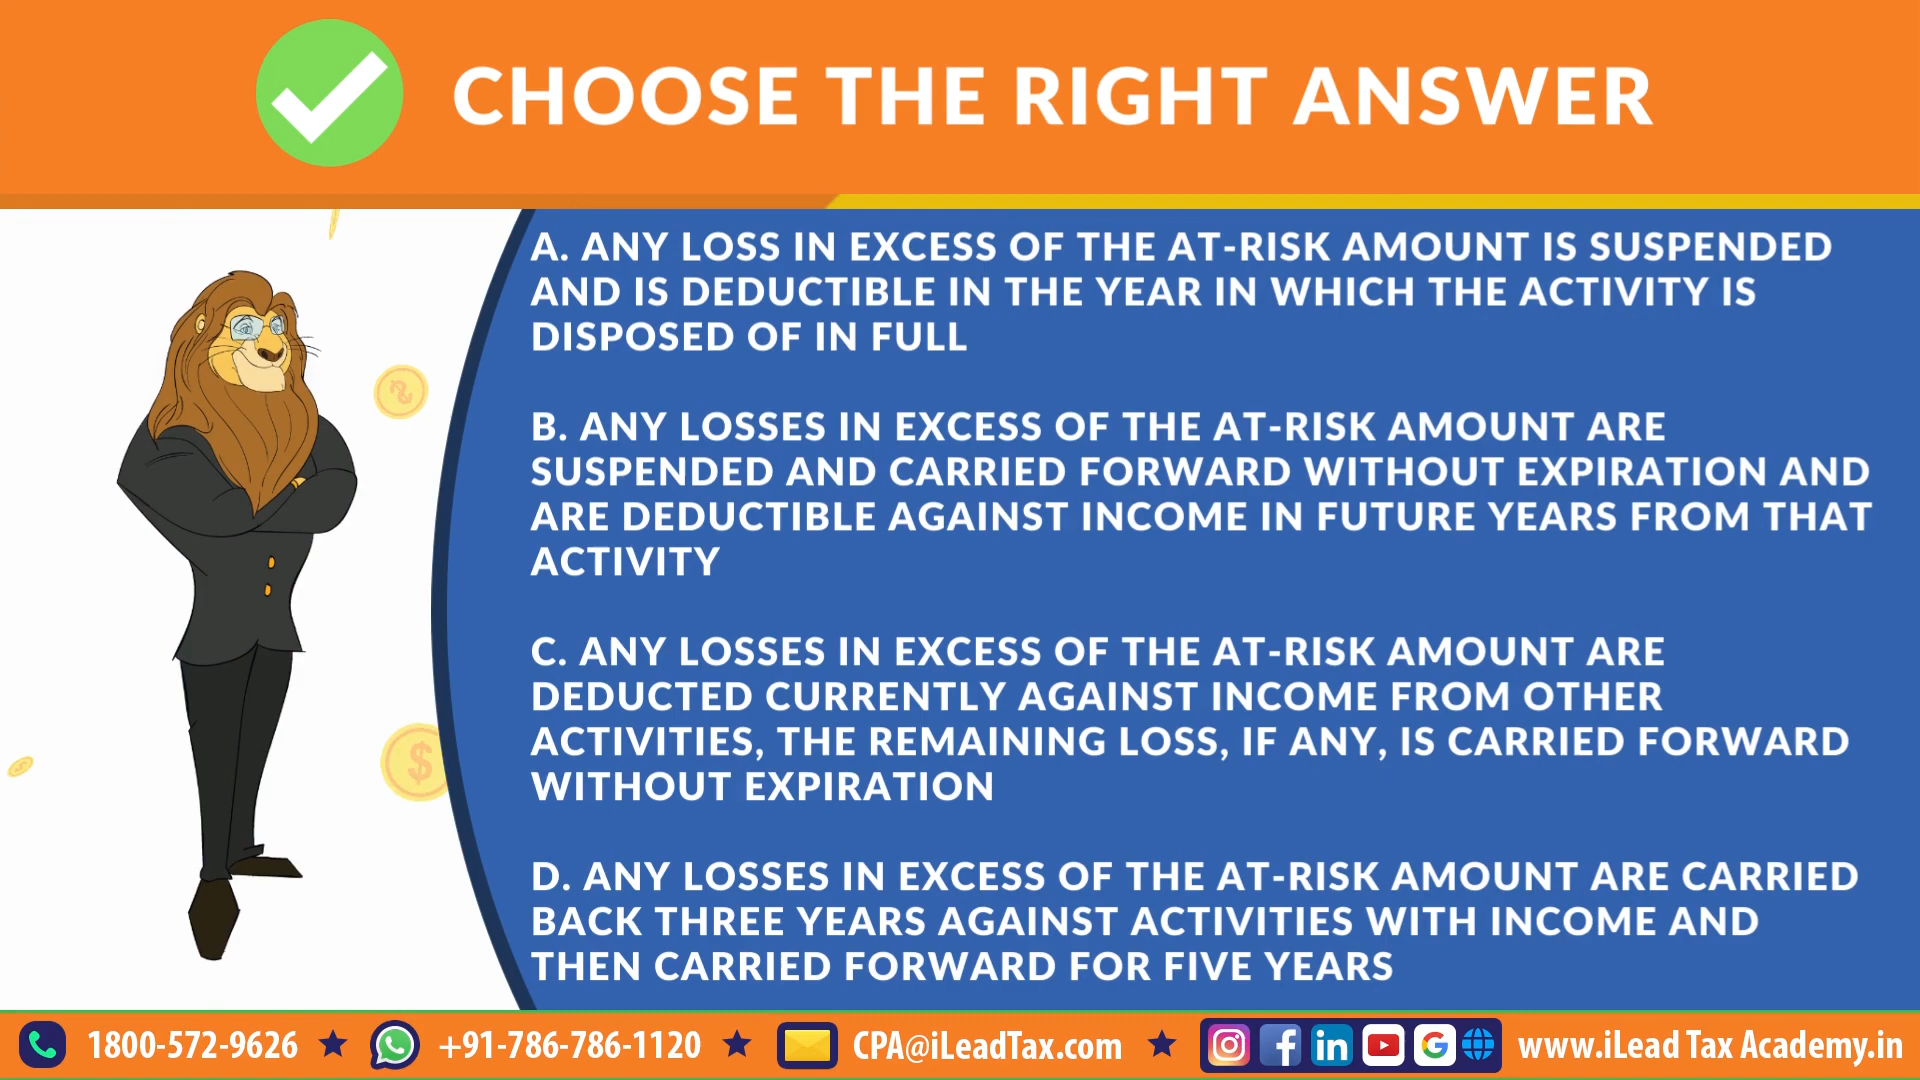 CHOOSE THE RIGHT ANSWER
A. ANY LOSS IN EXCESS OF THE AT-RISK AMOUNT IS SUSPENDED
AND IS DEDUCTIBLE IN THE YEAR IN WHICH THE ACTIVITY IS
DISPOSED OF IN FULL
B. ANY LOSSES IN EXCESS OF THE AT-RISK AMOUNT ARE
SUSPENDED AND CARRIED FORWARD WITHOUT EXPIRATION AND
ARE DEDUCTIBLE AGAINST INCOME IN FUTURE YEARS FROM THAT
ACTIVITY
C. ANY LOSSES IN EXCESS OF THE AT-RISK AMOUNT ARE
DEDUCTED CURRENTLY AGAINST INCOME FROM OTHER
ACTIVITIES, THE REMAINING LOSS, IF ANY, IS CARRIED FORWARD
WITHOUT EXPIRATION
D. ANY LOSSES IN EXCESS OF THE AT-RISK AMOUNT ARE CARRIED
BACK THREE YEARS AGAINST ACTIVITIES WITH INCOME AND
THEN CARRIED FORWARD FOR FIVE YEARS
1800-572-9626 +91-786-786-1120 CPA@iLeadTax.com www.iLead Tax Academy.in